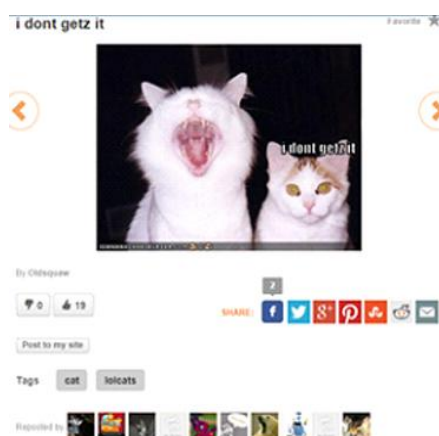 i dont getz it
Favorite
i dont getz it
By Oldsquaw
0
19
2
SHARE:
Post to my site
Tags
cat
lolcats
Reposted by